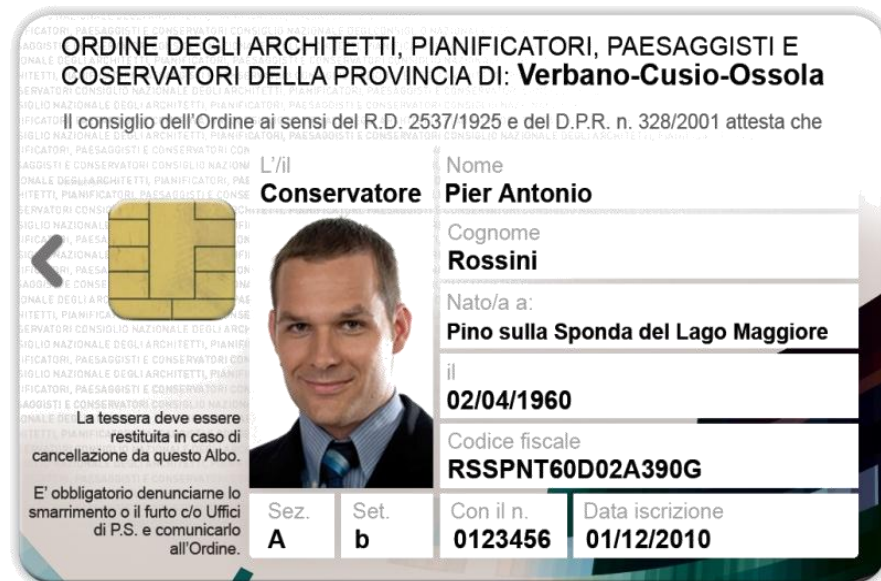 ORDINE DEGLI ARCHITETTI, PIANIFICATORI, PAESAGGISTI E
COSERVATORI DELLA PROVINCIA DI: Verbano-Cusio-Ossola
Il consiglio dell'Ordine ai sensi del R.D. 2537/1925 e del D.P.R. n. 328/2001 attesta che
L'/il
Conservatore
Nome
Pier Antonio
Cognome
Rossini
Nato/a a:
Pino sulla Sponda del Lago Maggiore
il
02/04/1960
Codice fiscale
RSSPNT60D02A390G
La tessera deve essere
restituita in caso di
cancellazione da questo Albo.
E' obbligatorio denunciarne lo
smarrimento o il furto c/o Uffici
di P.S. e comunicarlo
all'Ordine.
Sez.
A
Set.
b
Con il n.
0123456
Data iscrizione
01/12/2010